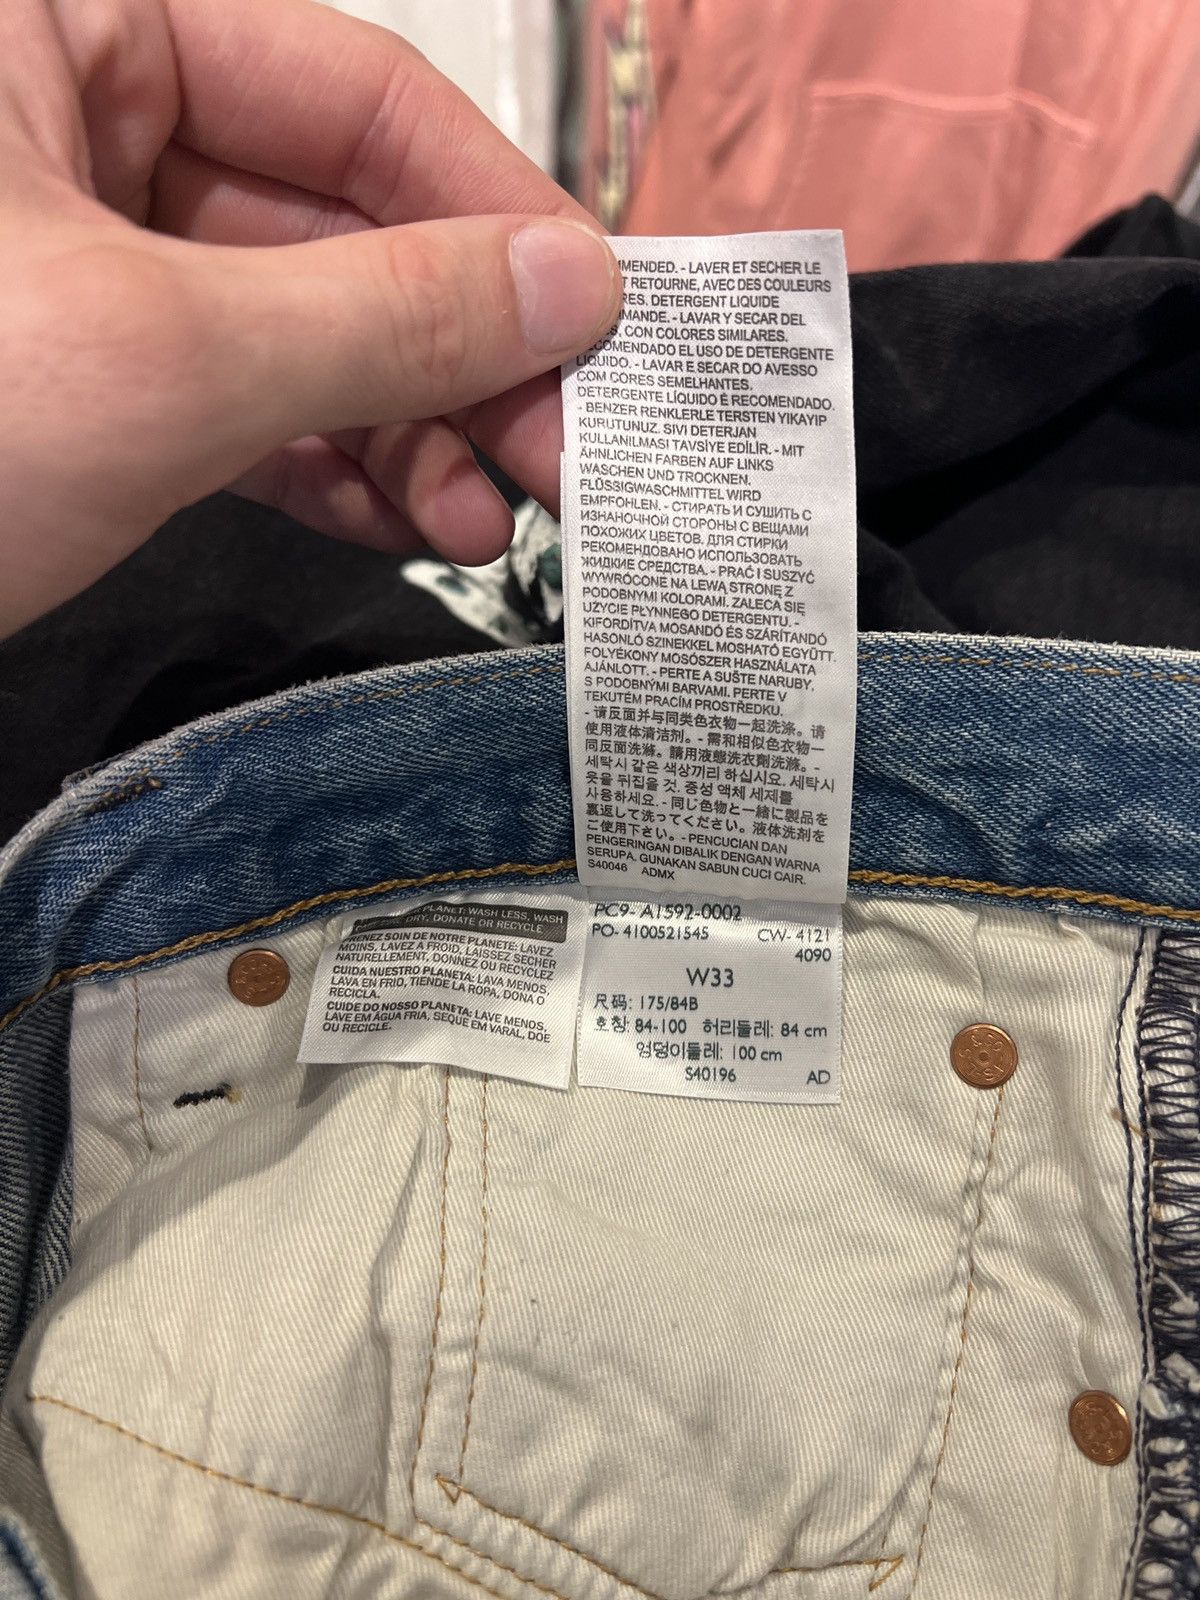 MMENDED. - LAVER ET SECHER LE
T RETOURNE, AVEC DES COULEURS
RES. DETERGENT LIQUIDE
MANDE. - LAVAR Y SECAR DEL
S, CON COLORES SIMILARES.
RECOMENDADO EL USO DE DETERGENTE
LÍQUIDO. - LAVAR E SECAR DO AVESSO
COM CORES SEMELHANTES.
DETERGENTE LÍQUIDO É RECOMENDADO.
- BENZER RENKLERLE TERSTEN YIKAYIP
KURUTUNUZ. SIVI DETERJAN
KULLANILMASI TAVSİYE EDİLİR. - MIT
ÄHNLICHEN FARBEN AUF LINKS
WASCHEN UND TROCKNEN.
FLÜSSIGWASCHMITTEL WIRD
EMPFOHLEN. - СТИРАТЬ И СУШИТЬ С
ИЗНАНОЧНОЙ СТОРОНЫ С ВЕЩАМИ
ПОХОЖИХ ЦВЕТОВ. ДЛЯ СТИРКИ
РЕКОМЕНДОВАНО ИСПОЛЬЗОВАТЬ
ЖИДКИЕ СРЕДСТВА. - PRAĆ I SUSZYĆ
WYWRÓCONE NA LEWĄ STRONĘ Z
PODOBNYMI KOLORAMI. ZALECA SIĘ
UŻYCIE PŁYNNEGO DETERGENTU. -
KIFORDÍTVA MOSANDÓ ÉS SZÁRÍTANDÓ
HASONLÓ SZINEKKEL MOSHATÓ EGYÜTT.
FOLYÉKONY MOSÓSZER HASZNÁLATA
AJÁNLOTT. - PERTE A SUŠTE NARUBY,
S PODOBNÝMI BARVAMI. PERTE V
TEKUTÉM PRACÍM PROSTŘEDKU.
- 请反面并与同类色衣物一起洗涤。请
使用液体清洁剂。- 需和相似色衣物一
同反面洗滌。請用液態洗衣劑洗滌。-
세탁시 같은 색상끼리 하십시요. 세탁시
옷을 뒤집을 것. 중성 액체 세제를
사용하세요. - 同じ色物と一緒に製品を
裏返して洗ってください。液体洗剤を
ご使用下さい。- PENCUCIAN DAN
PENGERINGAN DIBALIK DENGAN WARNA
SERUPA. GUNAKAN SABUN CUCI CAIR.
S40046 ADMX
PLANET: WASH LESS, WASH
DRY, DONATE OR RECYCLE
PRENEZ SOIN DE NOTRE PLANETE: LAVEZ
MOINS, LAVEZ A FROID, LAISSEZ SECHER
NATURELLEMENT, DONNEZ OU RECYCLEZ
CUIDA NUESTRO PLANETA: LAVA MENOS,
LAVA EN FRIO, TIENDE LA ROPA, DONA O
RECICLA.
CUIDE DO NOSSO PLANETA: LAVE MENOS,
LAVE EM ÁGUA FRIA, SEQUE EM VARAL, DOE
OU RECICLE.
PC9- A1592-0002
PO- 4100521545 CW- 4121
4090
W33
尺码: 175/84B
호칭: 84-100 허리둘레: 84 cm
엉덩이둘레: 100 cm
S40196 AD